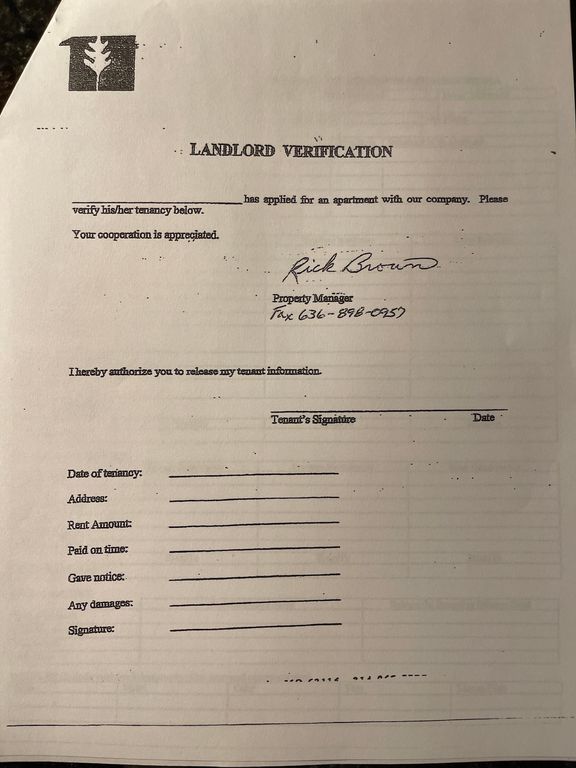 LANDLORD VERIFICATION
has applied for an apartment with our company. Please
verify his/her tenancy below.
Your cooperation is appreciated.
Rick Brown
Property Manager
Fax 636-898-0957
I hereby authorize you to release my tenant information.
Tenant's Signature Date
Date of tenancy:
Address:
Rent Amount:
Paid on time:
Gave notice:
Any damages:
Signature: